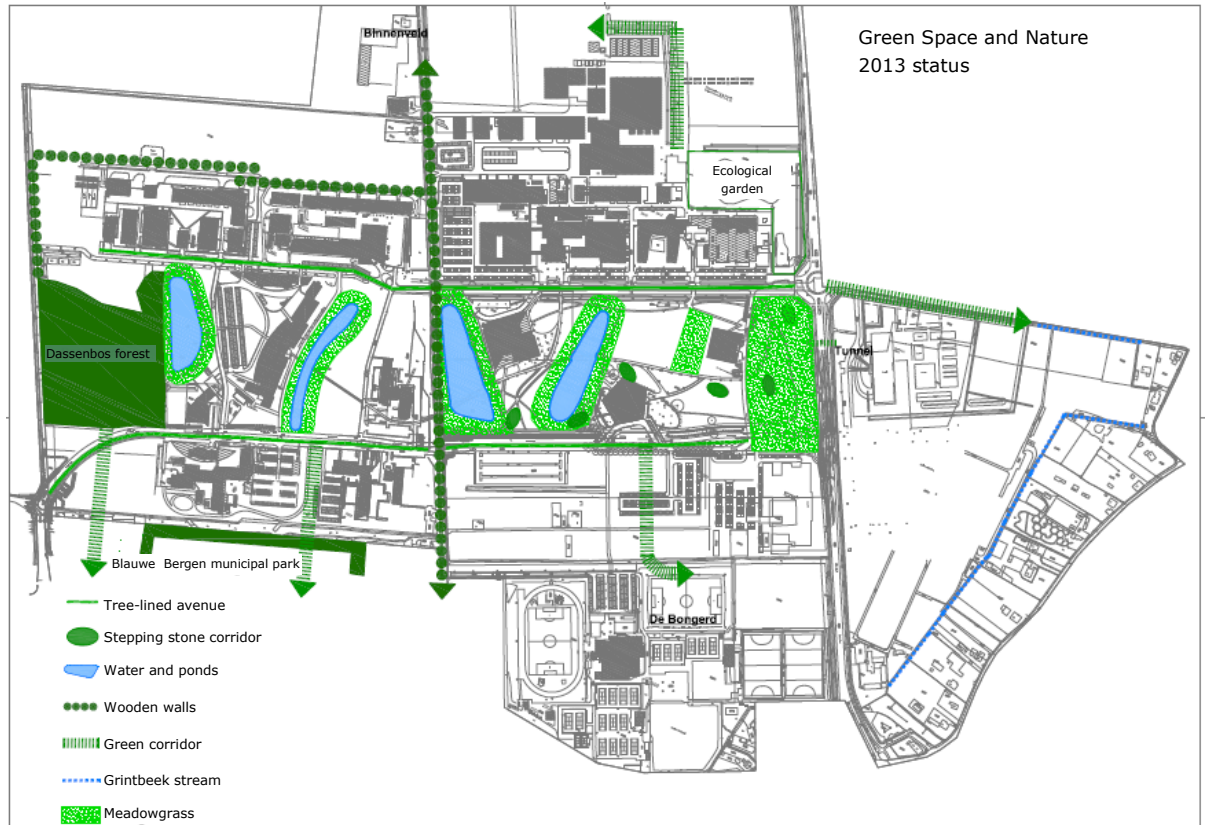 Green Space and Nature
2013 status
Binnenveld
Ecological
garden
Dassenbos forest
Tunnel
Blauwe Bergen municipal park
De Bongerd
Tree-lined avenue
Stepping stone corridor
Water and ponds
Wooden walls
Green corridor
Grintbeek stream
Meadowgrass